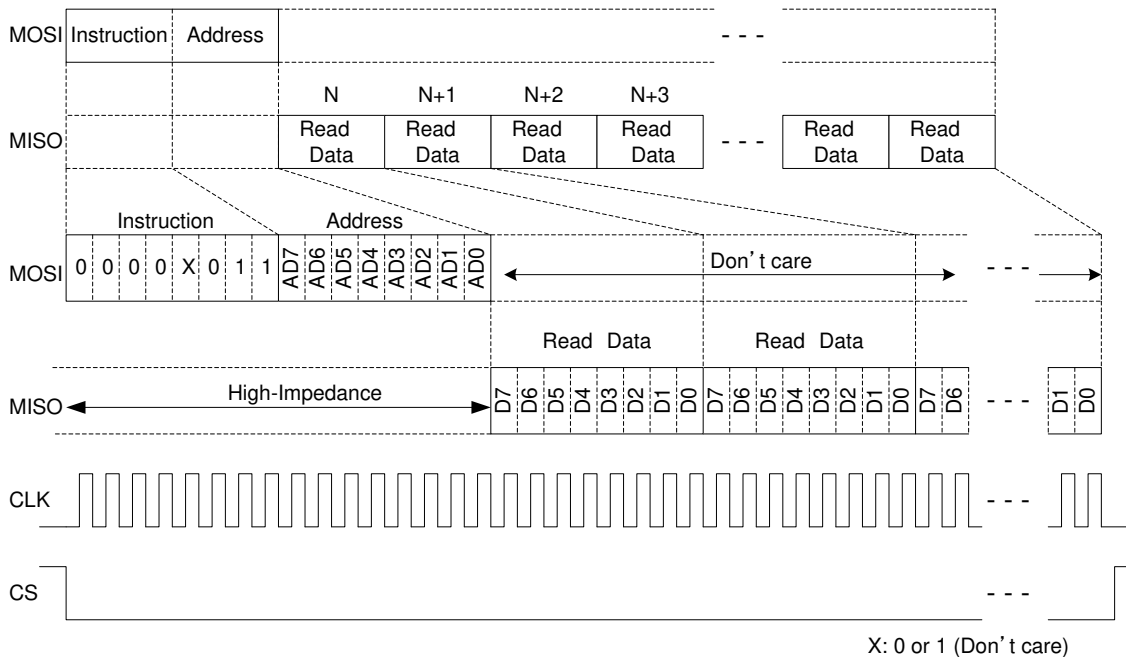 MOSI Instruction Address - - -
N N+1 N+2 N+3
MISO Read Data Read Data Read Data Read Data - - - Read Data Read Data
Instruction Address
MOSI 0 0 0 0 X 0 1 1 AD7 AD6 AD5 AD4 AD3 AD2 AD1 AD0 Don't care - - -
Read Data Read Data
MISO High-Impedance D7 D6 D5 D4 D3 D2 D1 D0 D7 D6 D5 D4 D3 D2 D1 D0 D7 D6 - - - D1 D0
CLK - - -
CS - - -
X: 0 or 1 (Don't care)